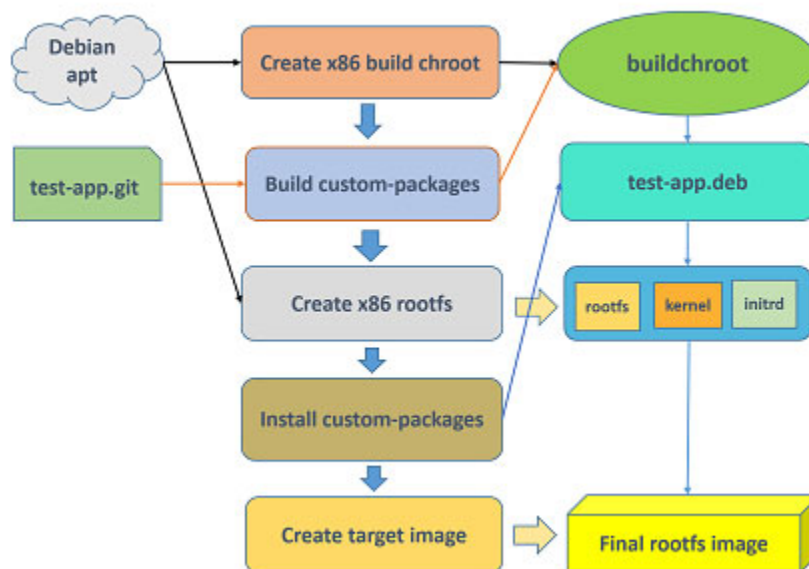 Debian
apt
Create x86 build chroot
buildchroot
test-app.git
Build custom-packages
test-app.deb
Create x86 rootfs
rootfs
kernel
initrd
Install custom-packages
Create target image
Final rootfs image